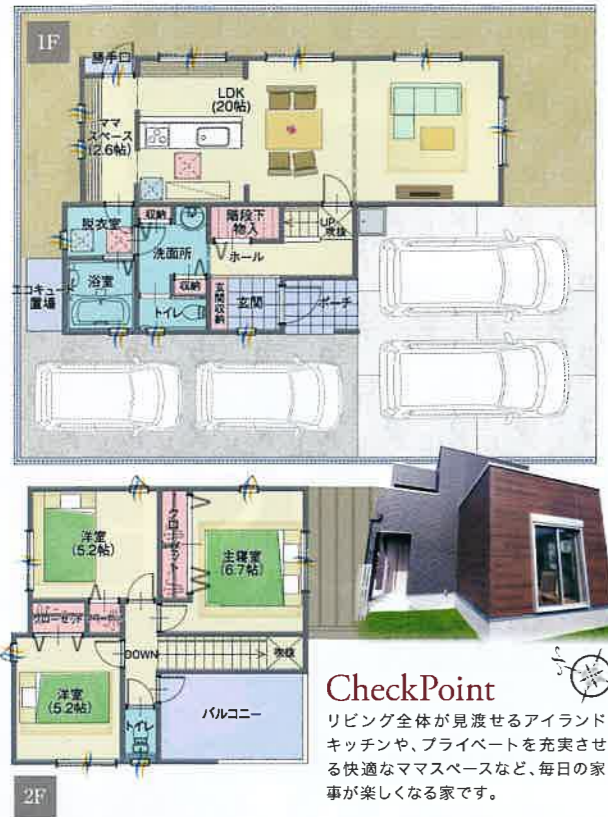 1F
勝手口
LDK
(20帖)
ママ
スペース
(2.6帖)
脱衣室
収納
階段下
物入
UP
吹抜
洗面所
ホール
エコキュート
置場
浴室
収納
玄関
収納
玄関
ポーチ
トイレ
洋室
(5.2帖)
クローゼット
主寝室
(6.7帖)
クローゼット
DOWN
吹抜
洋室
(5.2帖)
トイレ
バルコニー
2F
CheckPoint
リビング全体が見渡せるアイランド
キッチンや、プライベートを充実させ
る快適なママスペースなど、毎日の家
事が楽しくなる家です。